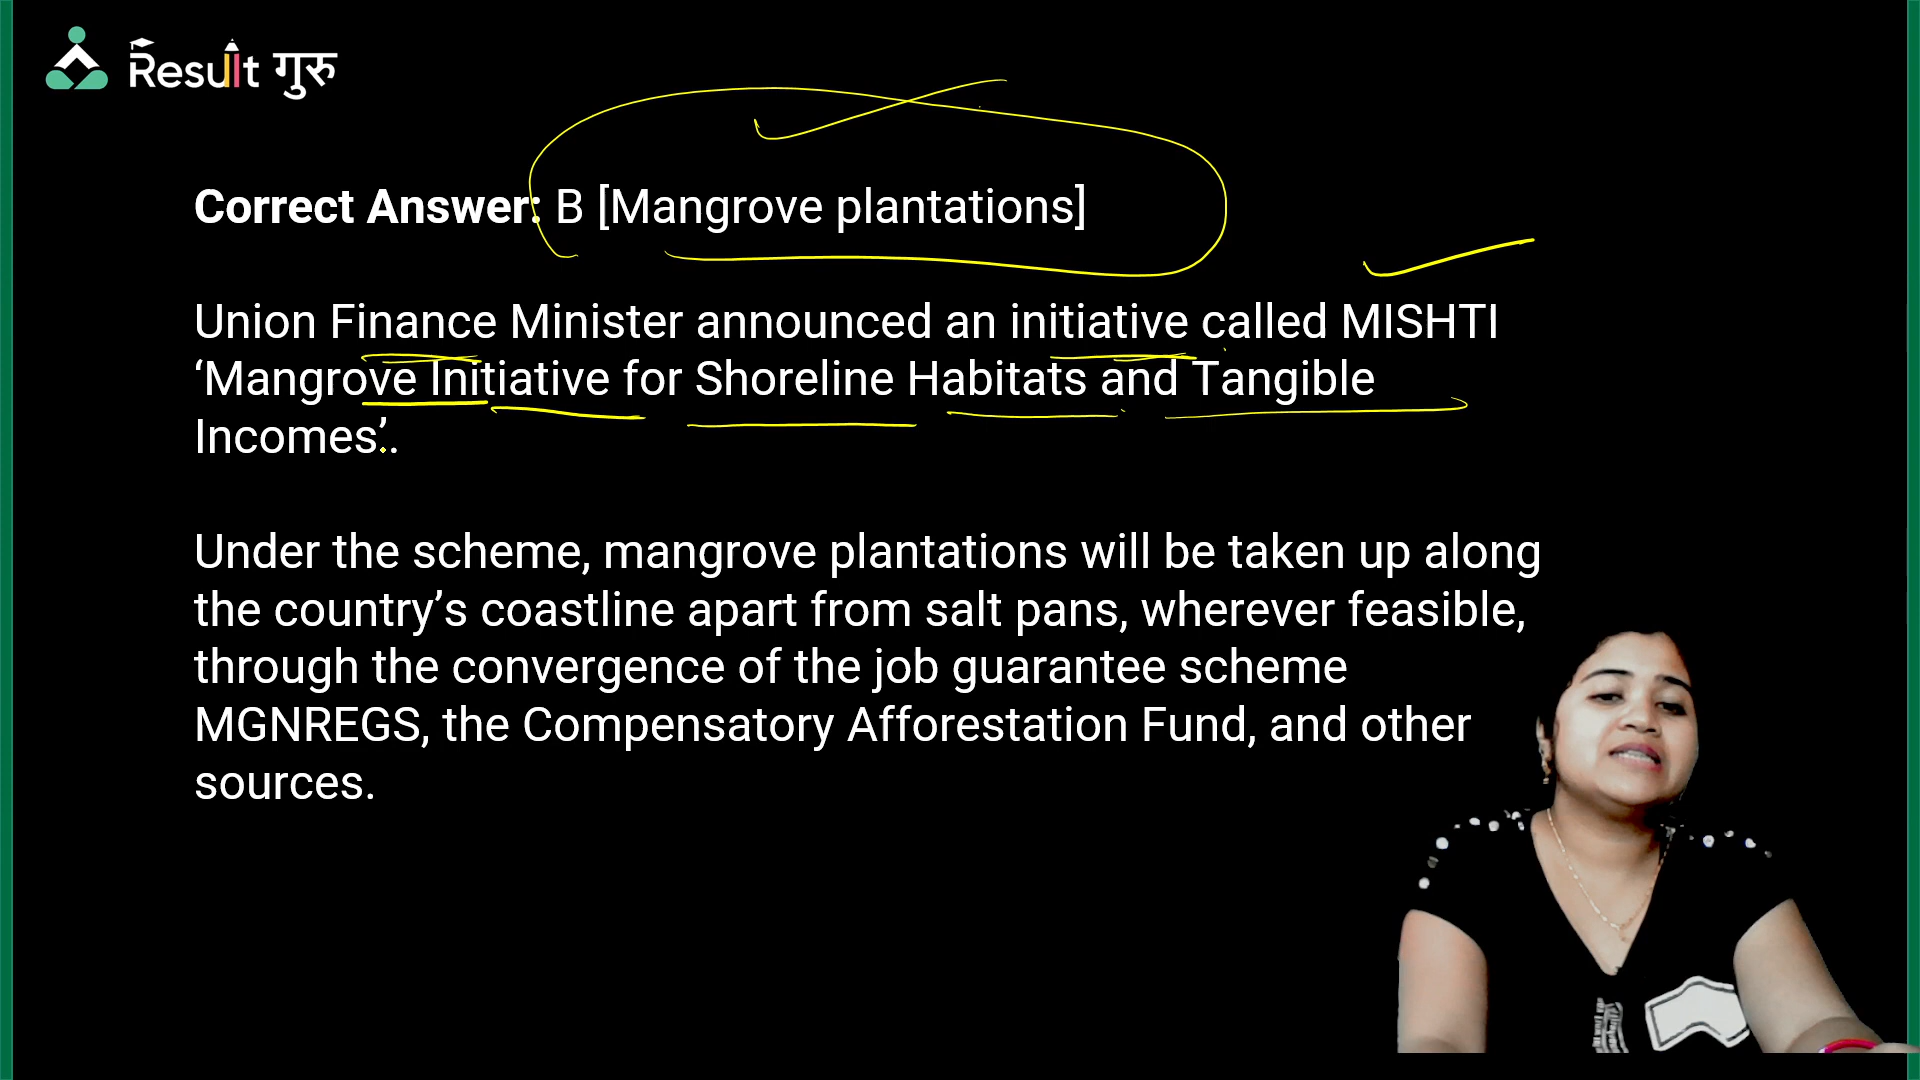 Result गुरु
Correct Answer: B [Mangrove plantations]
Union Finance Minister announced an initiative called MISHTI
‘Mangrove Initiative for Shoreline Habitats and Tangible
Incomes’.
Under the scheme, mangrove plantations will be taken up along
the country’s coastline apart from salt pans, wherever feasible,
through the convergence of the job guarantee scheme
MGNREGS, the Compensatory Afforestation Fund, and other
sources.